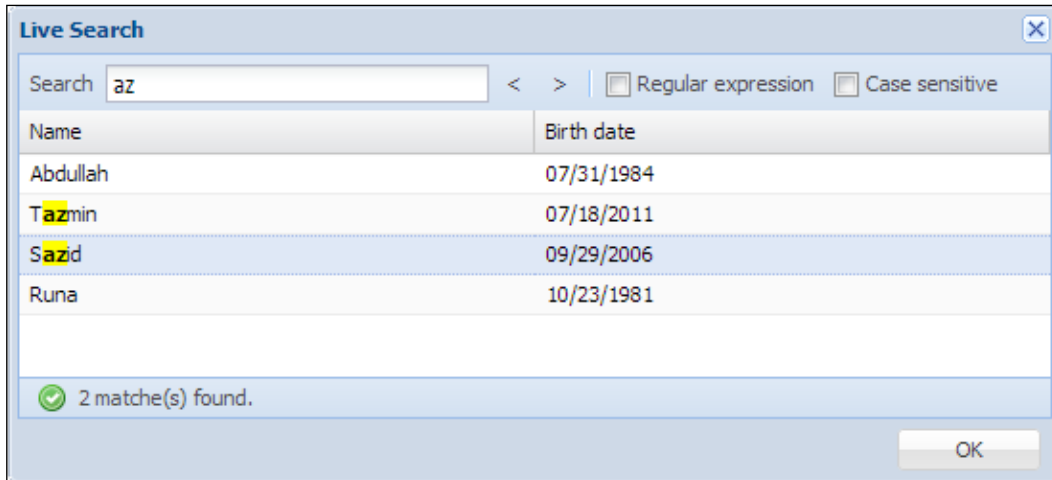 Live Search
Search az < > Regular expression Case sensitive
Name Birth date
Abdullah 07/31/1984
Tazmin 07/18/2011
Sazid 09/29/2006
Runa 10/23/1981
2 matche(s) found.
OK